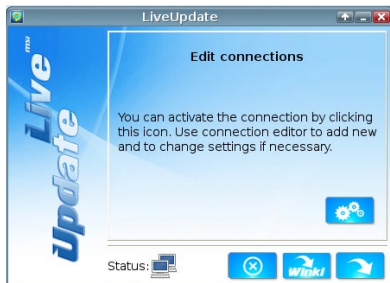 LiveUpdate
msi
Live
Update
Edit connections
You can activate the connection by clicking
this icon. Use connection editor to add new
and to change settings if necessary.
Status:
Winki